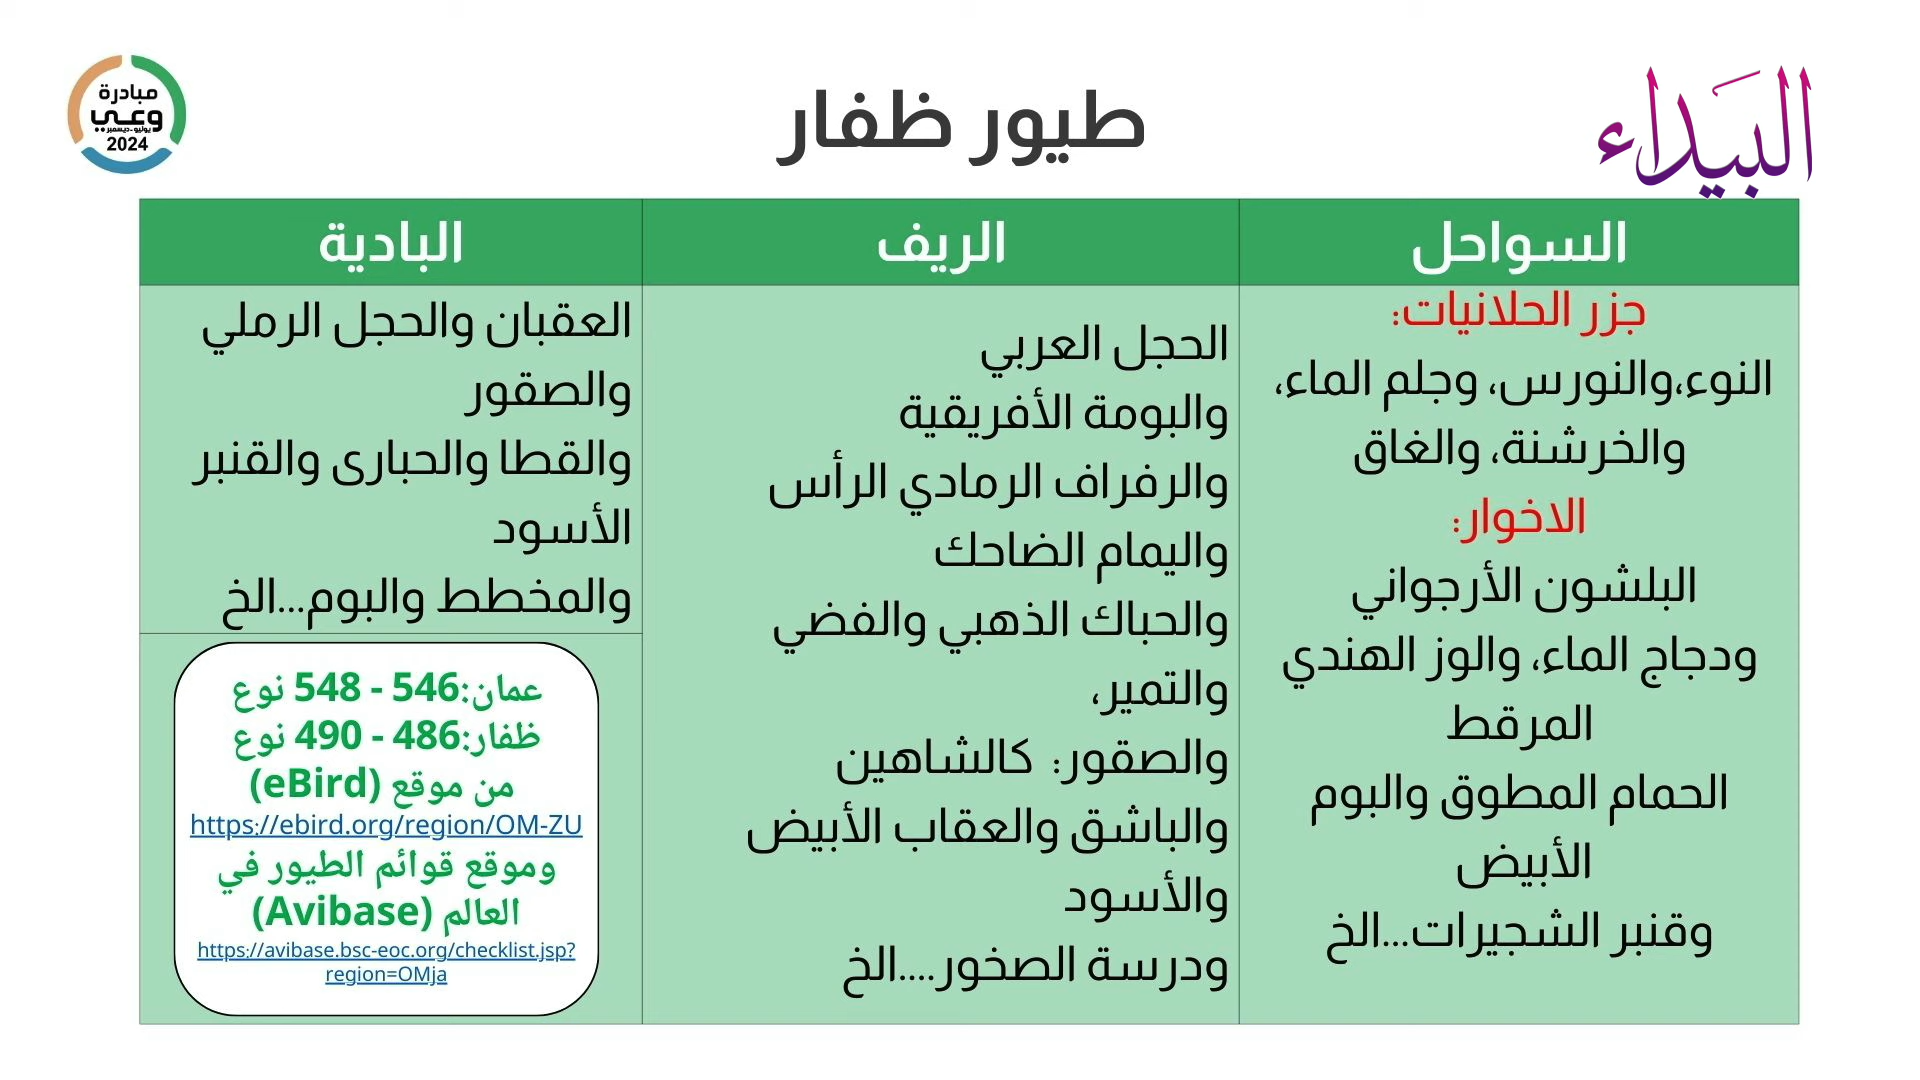 مبادرة
وعي
يوليو-ديسمبر
2024
طيور ظفار
البَيداء
السواحل
جزر الحلانيات:
النوء،والنورس، وجلم الماء،
والخرشنة، والغاق
الاخوار:
البلشون الأرجواني
ودجاج الماء، والوز الهندي
المرقط
الحمام المطوق والبوم
الأبيض
وقنبر الشجيرات...الخ
الريف
الحجل العربي
والبومة الأفريقية
والرفراف الرمادي الرأس
واليمام الضاحك
والحباك الذهبي والفضي
والتمير،
والصقور: كالشاهين
والباشق والعقاب الأبيض
والأسود
ودرسة الصخور....الخ
البادية
العقبان والحجل الرملي
والصقور
والقطا والحبارى والقنبر
الأسود
والمخطط والبوم...الخ
عمان:546 - 548 نوع
ظفار:486 - 490 نوع
من موقع (eBird)
https://ebird.org/region/OM-ZU
وموقع قوائم الطيور في
العالم (Avibase)
https://avibase.bsc-eoc.org/checklist.jsp?
region=OMja